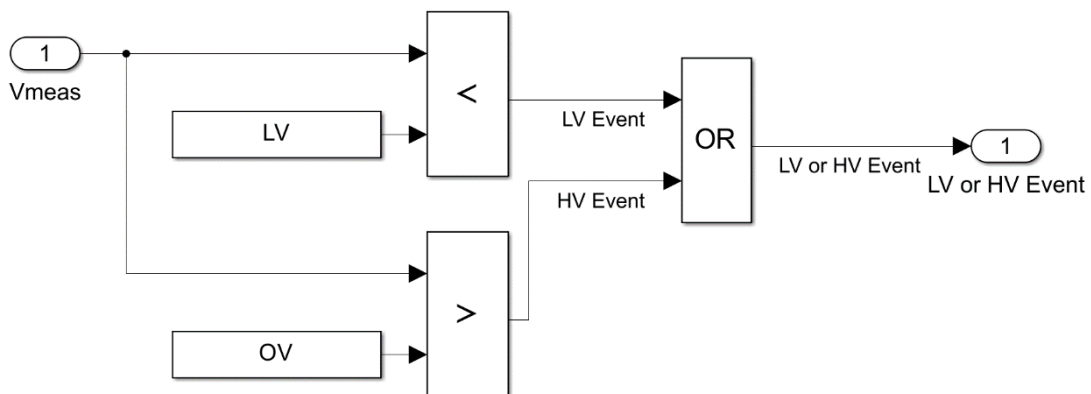 1
Vmeas
LV
<
LV Event
OR
LV or HV Event
1
LV or HV Event
HV Event
OV
>